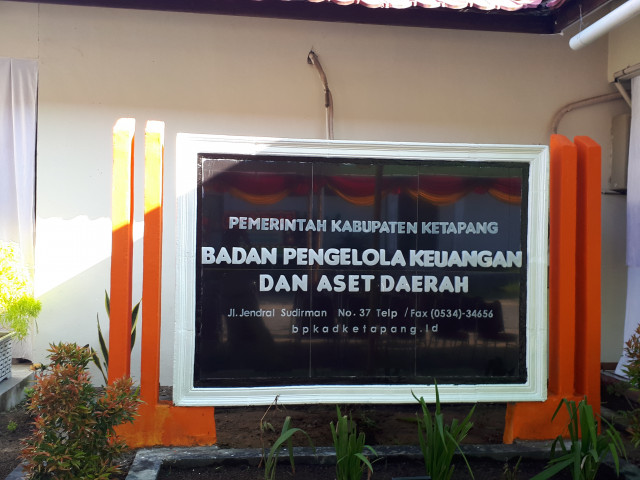 PEMERINTAH KABUPATEN KETAPANG
BADAN PENGELOLA KEUANGAN
DAN ASET DAERAH
Jl. Jendral Sudirman No. 37 Telp / Fax (0534)-34656
bpkadketapang.id